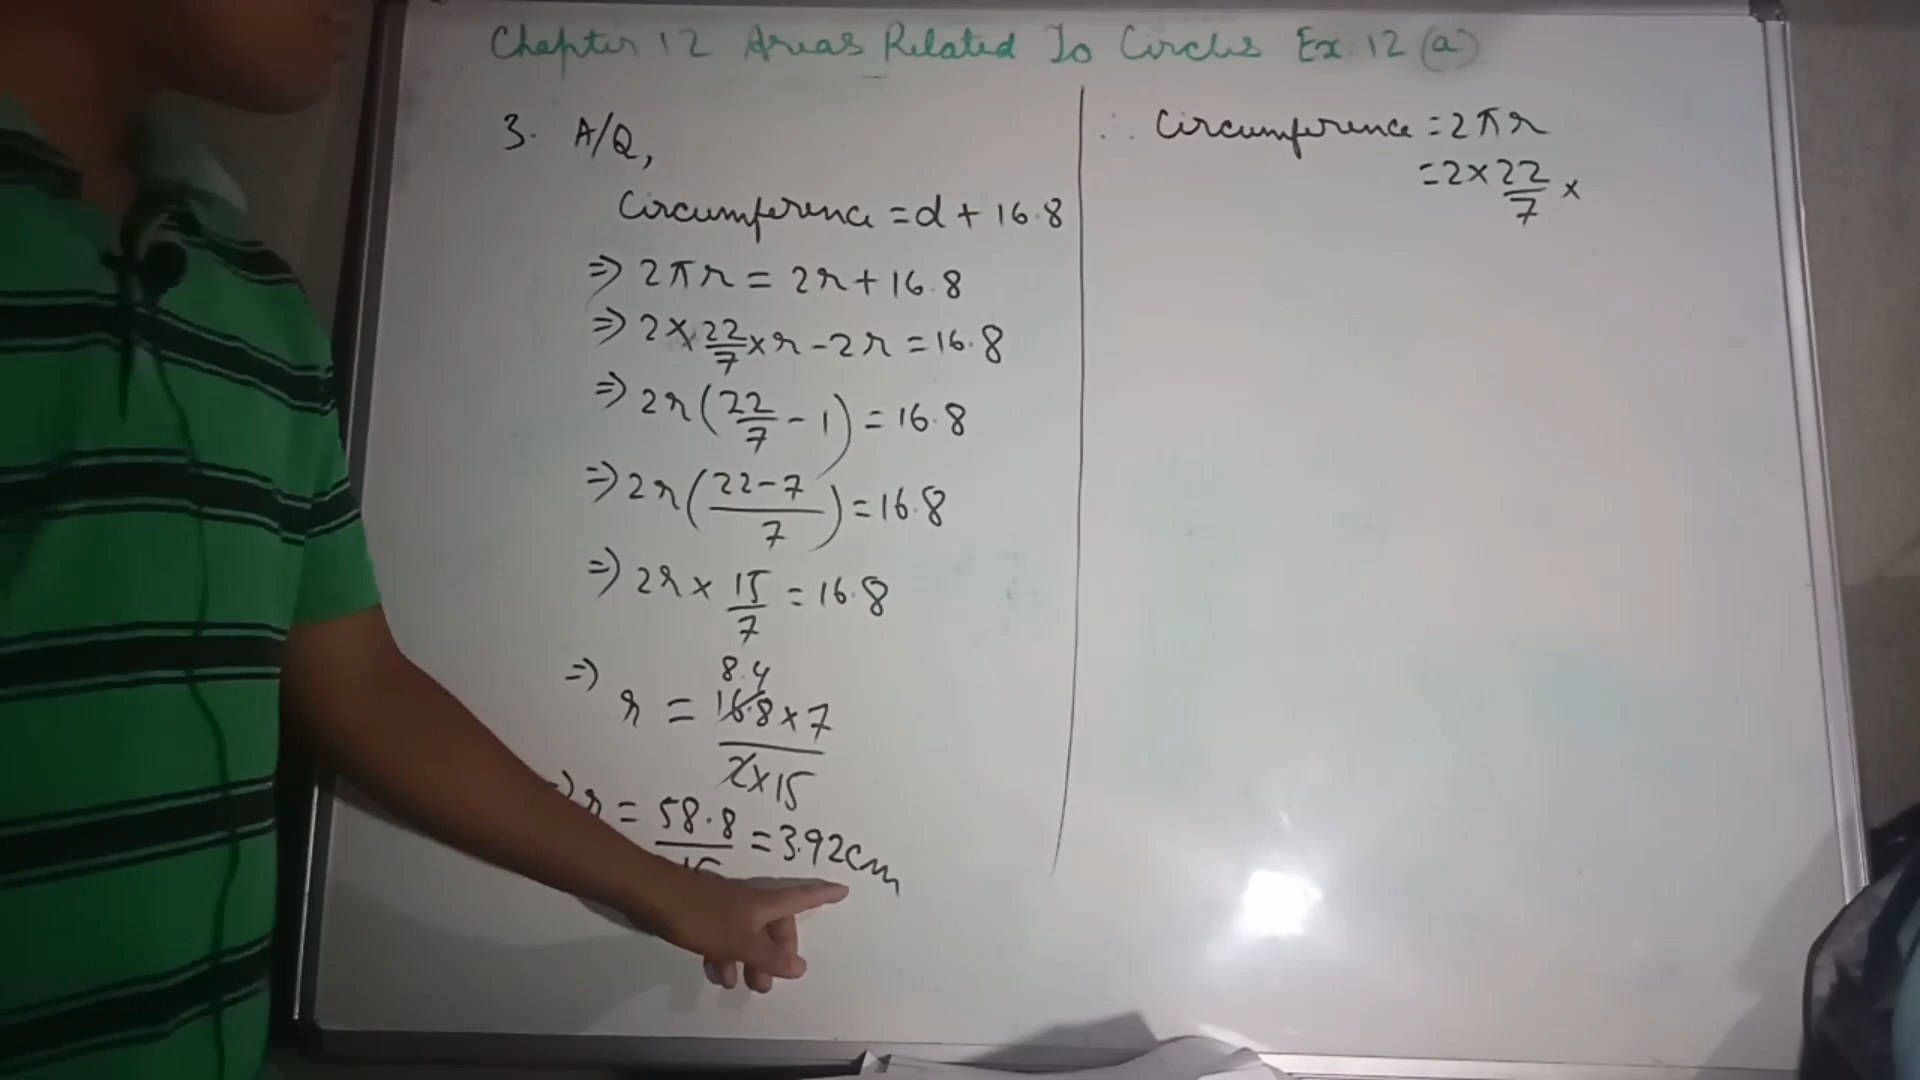 Chapter 12 Areas Related To Circles Ex. 12 (a)
3. A/Q,
Circumference = d + 16.8
⇒ 2πr = 2r + 16.8
⇒ 2 × 22/7 × r - 2r = 16.8
⇒ 2r (22/7 - 1) = 16.8
⇒ 2r (22-7/7) = 16.8
⇒ 2r × 15/7 = 16.8
8.4
⇒ r = 16.8 × 7 / 2 × 15
⇒ r = 58.8/15 = 3.92cm
∴ Circumference = 2πr
= 2 × 22/7 ×